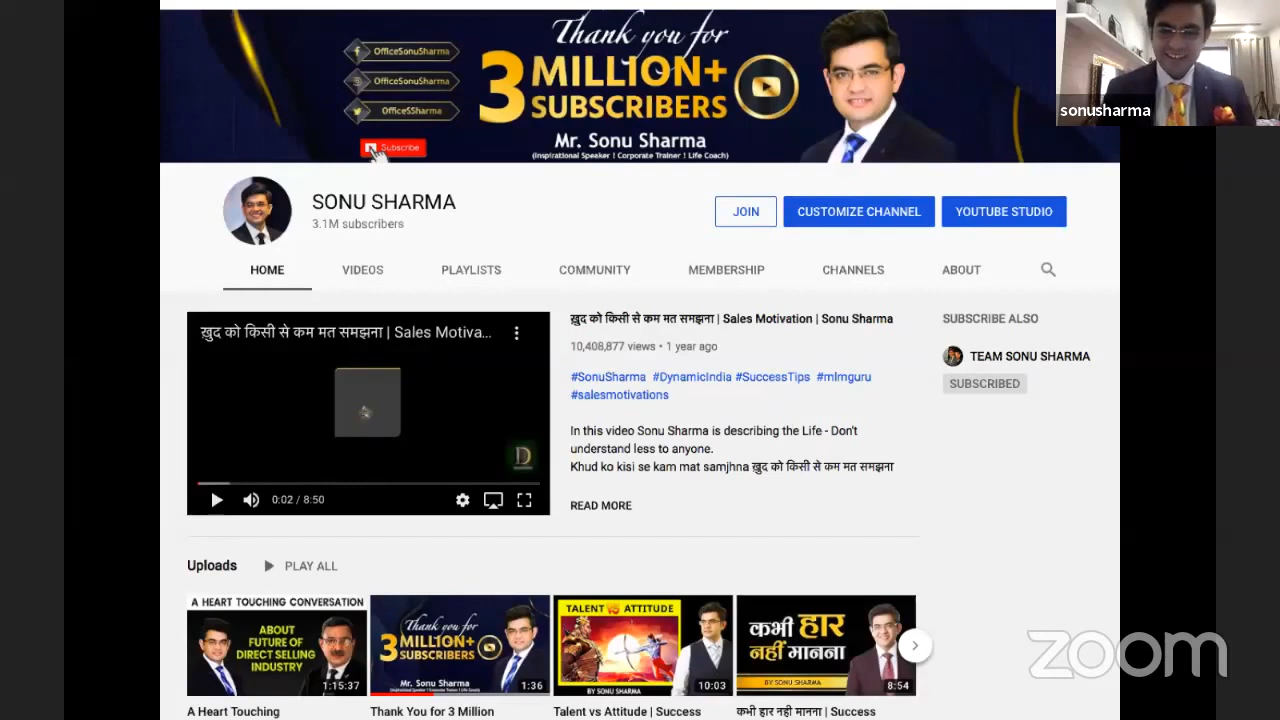 Thank you for
3 MILLION+
SUBSCRIBERS
Mr. Sonu Sharma
(Inspirational Speaker | Corporate Trainer | Life Coach)
OfficeSonuSharma
OfficeSonuSharma
OfficeSSharma
Subscribe
sonusharma
SONU SHARMA
3.1M subscribers
JOIN
CUSTOMIZE CHANNEL
YOUTUBE STUDIO
HOME
VIDEOS
PLAYLISTS
COMMUNITY
MEMBERSHIP
CHANNELS
ABOUT
ख़ुद को किसी से कम मत समझना | Sales Motiva...
D
0:02 / 8:50
ख़ुद को किसी से कम मत समझना | Sales Motivation | Sonu Sharma
10,408,877 views • 1 year ago
#SonuSharma #DynamicIndia #SuccessTips #mlmguru
#salesmotivations
In this video Sonu Sharma is describing the Life - Don't
understand less to anyone.
Khud ko kisi se kam mat samjhna ख़ुद को किसी से कम मत समझना
READ MORE
SUBSCRIBE ALSO
TEAM SONU SHARMA
SUBSCRIBED
Uploads
PLAY ALL
A HEART TOUCHING CONVERSATION
ABOUT
FUTURE OF
DIRECT SELLING
INDUSTRY
1:15:37
A Heart Touching
Thank you for
3 MILLION+
SUBSCRIBERS
Mr. Sonu Sharma
1:36
Thank You for 3 Million
TALENT VS ATTITUDE
BY SONU SHARMA
10:03
Talent vs Attitude | Success
कभी हार
नहीं मानना
BY SONU SHARMA
8:54
कभी हार नही मानना | Success
zoom